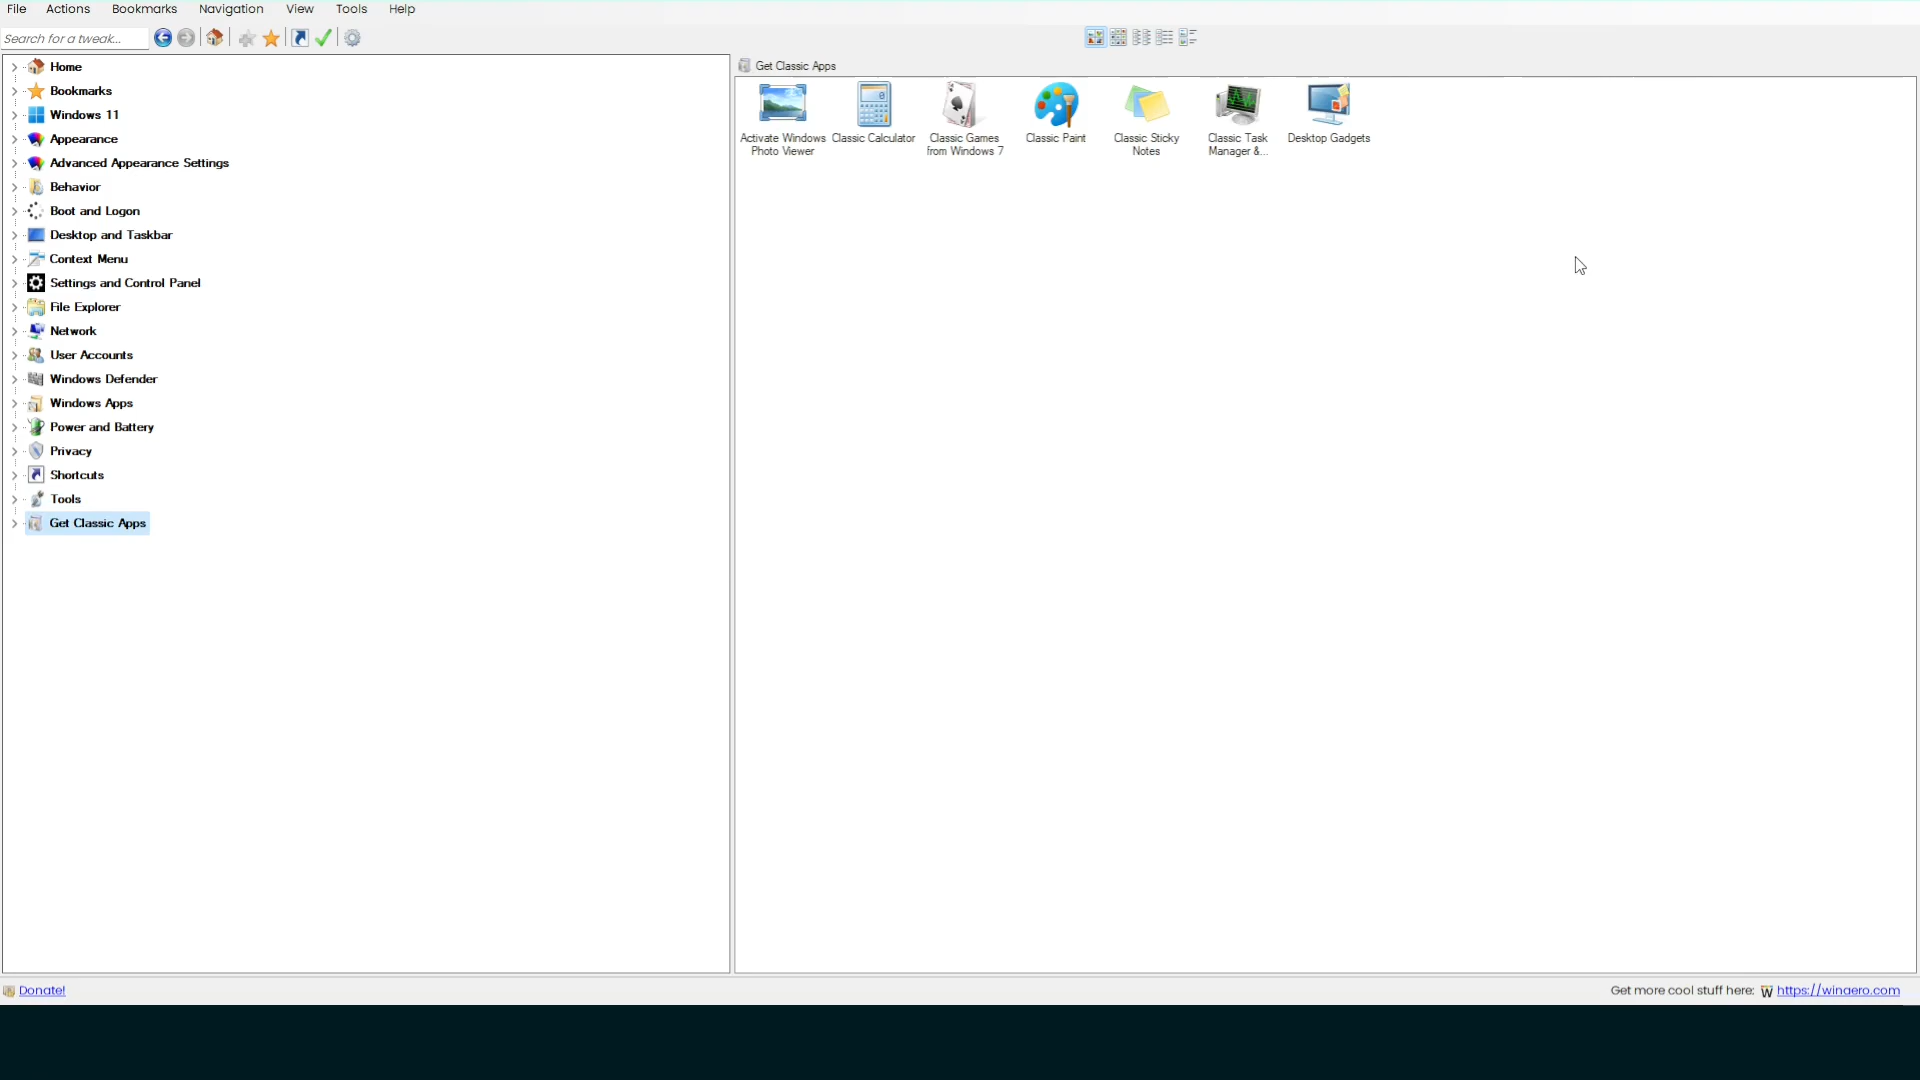 File Actions Bookmarks Navigation View Tools Help
Search for a tweak...
Home
Bookmarks
Windows 11
Appearance
Advanced Appearance Settings
Behavior
Boot and Logon
Desktop and Taskbar
Context Menu
Settings and Control Panel
File Explorer
Network
User Accounts
Windows Defender
Windows Apps
Power and Battery
Privacy
Shortcuts
Tools
Get Classic Apps
Get Classic Apps
Activate Windows
Photo Viewer
Classic Calculator
Classic Games
from Windows 7
Classic Paint
Classic Sticky
Notes
Classic Task
Manager &...
Desktop Gadgets
Donate!
Get more cool stuff here: W https://winaero.com